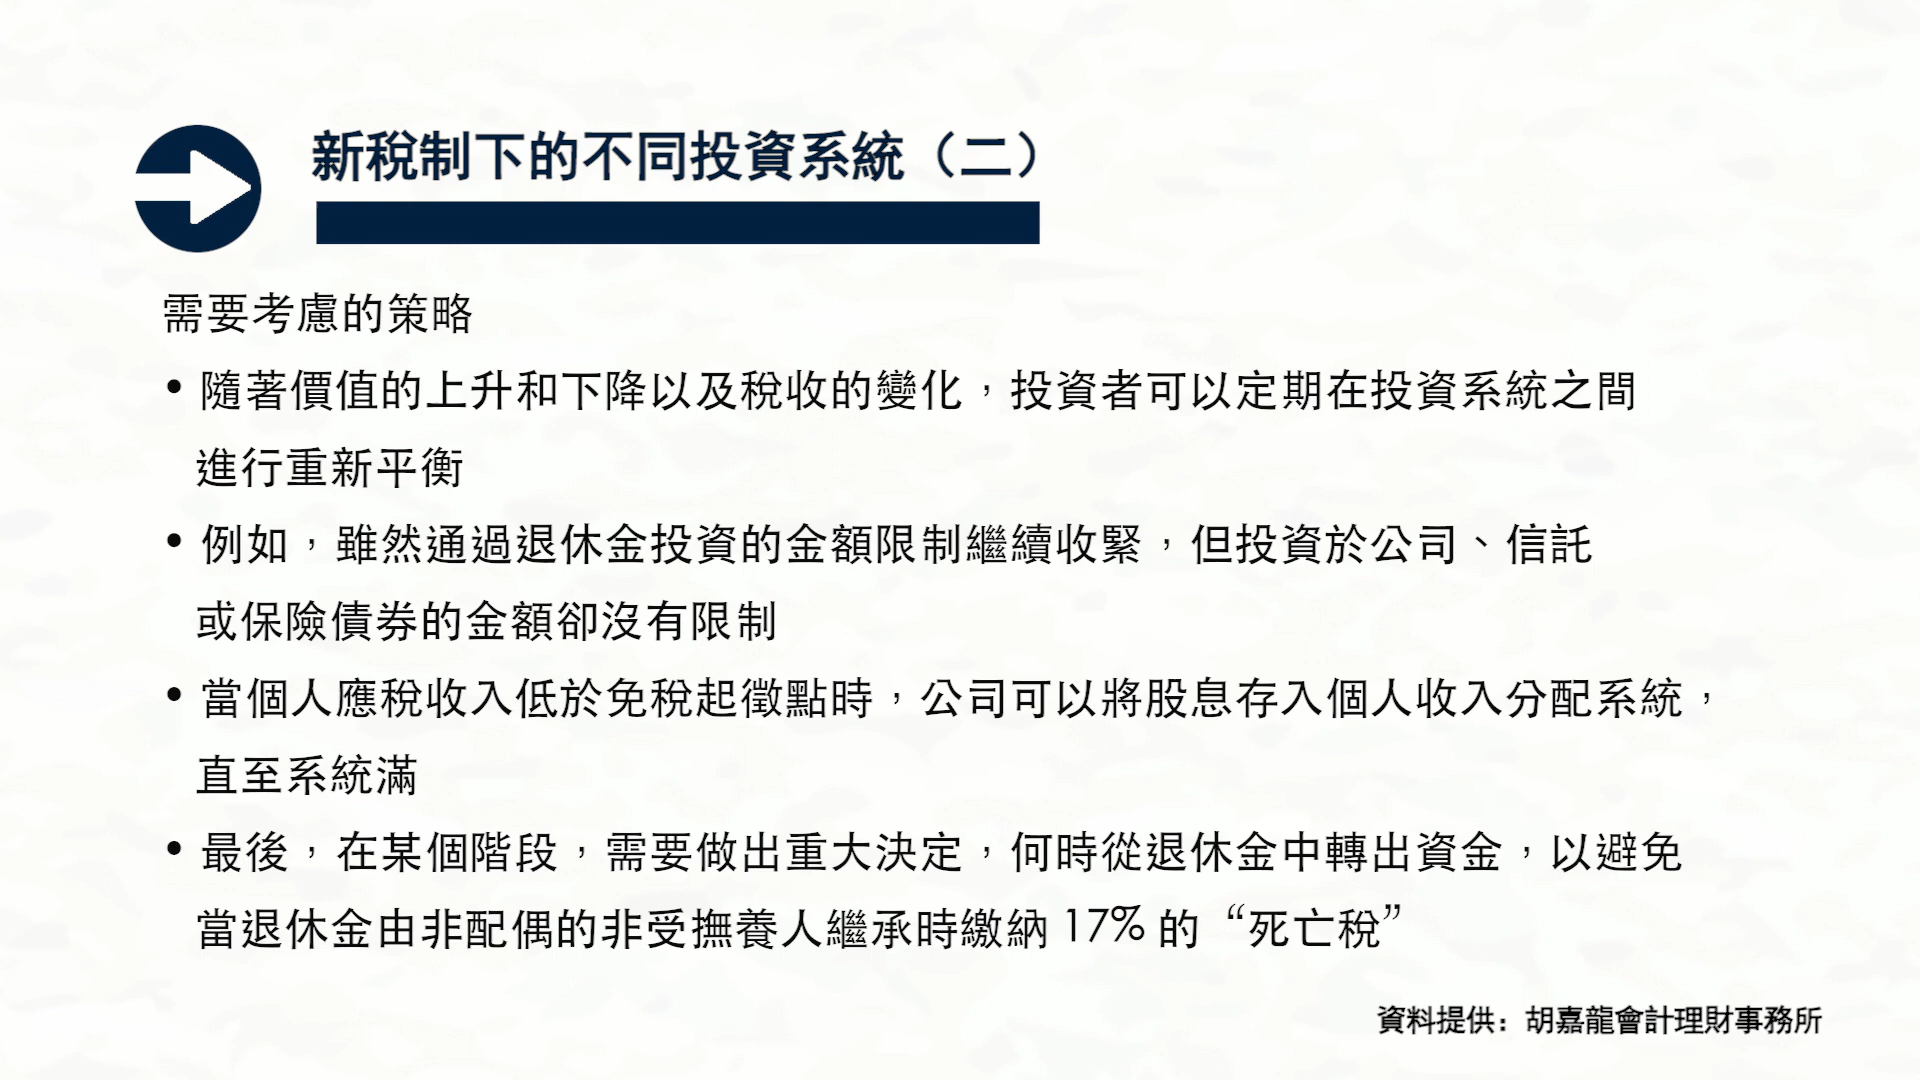 新稅制下的不同投資系統（二）
需要考慮的策略
• 隨著價值的上升和下降以及稅收的變化，投資者可以定期在投資系統之間
進行重新平衡
• 例如，雖然通過退休金投資的金額限制繼續收緊，但投資於公司、信託
或保險債券的金額卻沒有限制
• 當個人應稅收入低於免稅起徵點時，公司可以將股息存入個人收入分配系統，
直至系統滿
• 最後，在某個階段，需要做出重大決定，何時從退休金中轉出資金，以避免
當退休金由非配偶的非受撫養人繼承時繳納 17% 的“死亡稅”
資料提供：胡嘉龍會計理財事務所